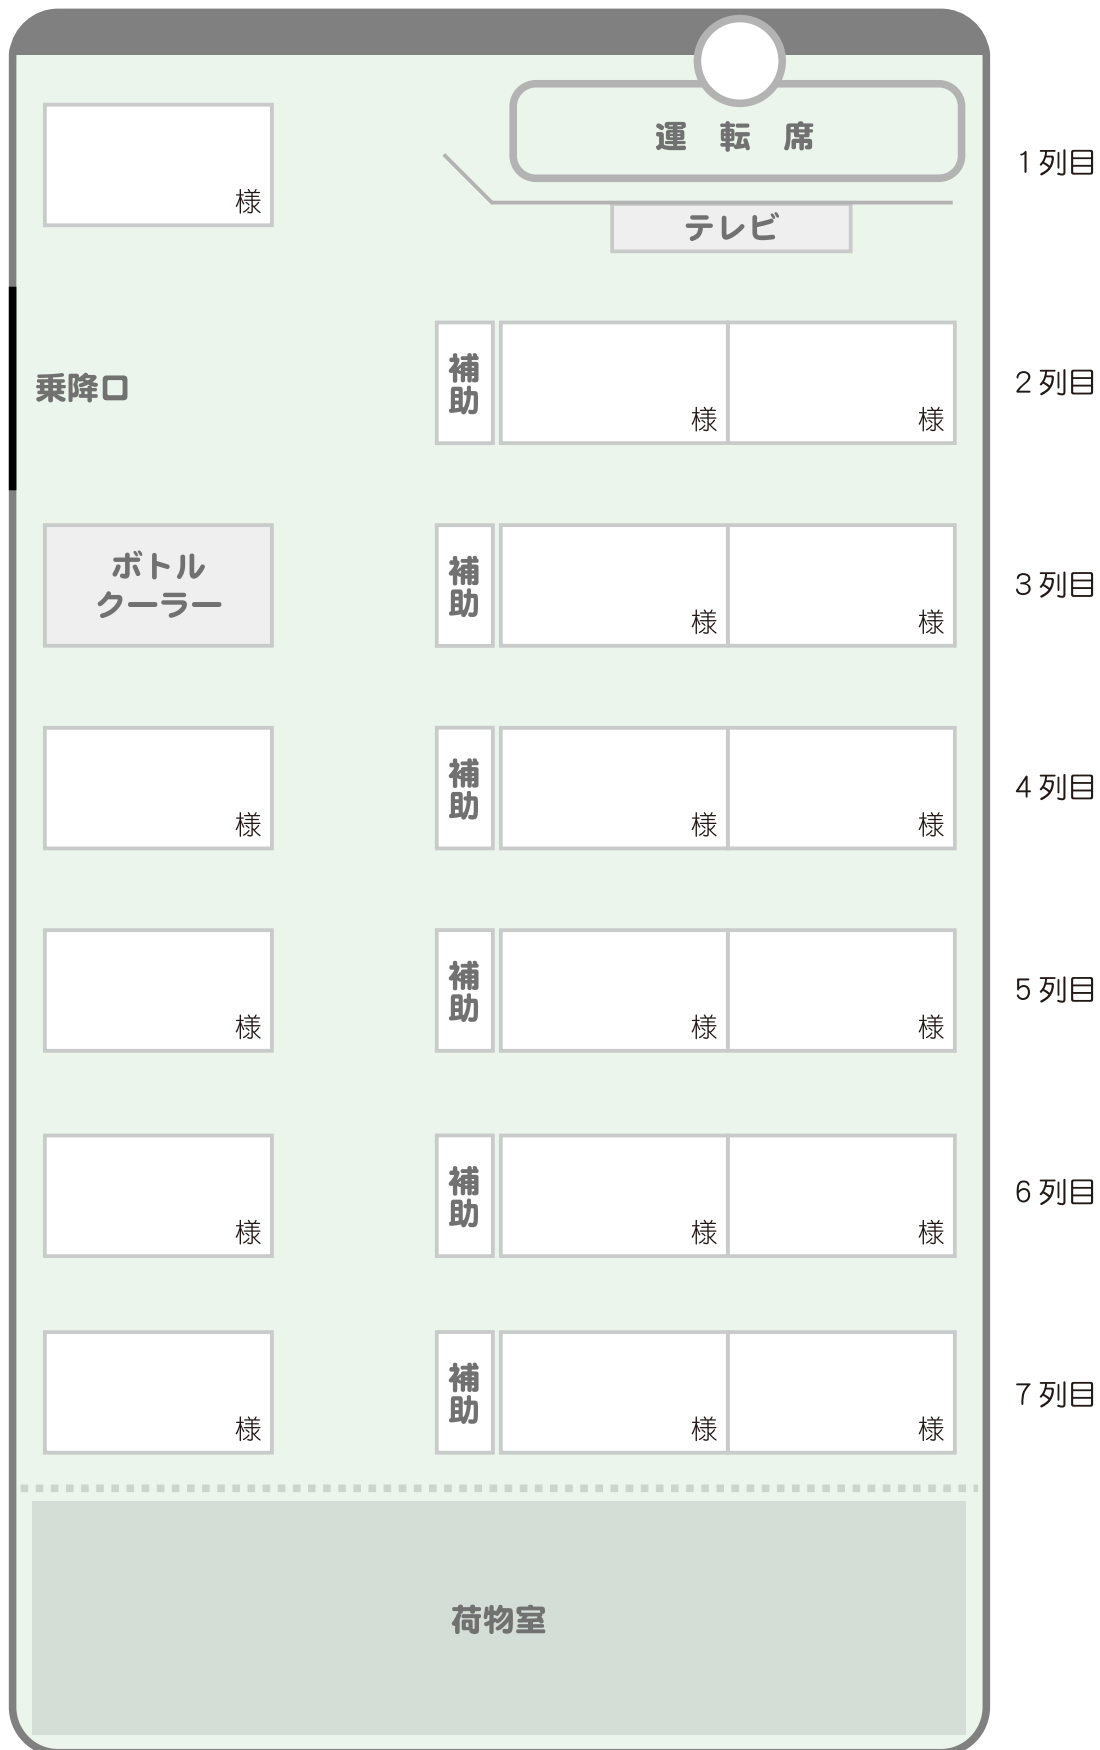 運転席
様
1列目
テレビ
乗降口
補助
様
様
2列目
ボトル
クーラー
補助
様
様
3列目
様
補助
様
様
4列目
様
補助
様
様
5列目
様
補助
様
様
6列目
様
補助
様
様
7列目
荷物室